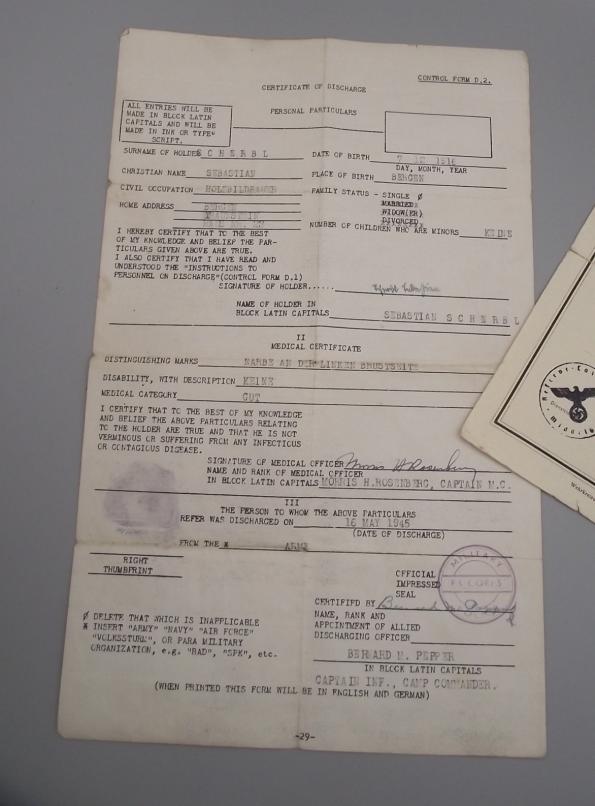 CONTROL FORM D.2.
CERTIFICATE OF DISCHARGE
ALL ENTRIES WILL BE
MADE IN BLOCK LATIN
CAPITALS AND WILL BE
MADE IN INK OR TYPE-
SCRIPT.
PERSONAL PARTICULARS
SURNAME OF HOLDER S C H E R B L
DATE OF BIRTH 7 1916
DAY, MONTH, YEAR
CHRISTIAN NAME SEBASTIAN
PLACE OF BIRTH BERGEN
CIVIL OCCUPATION HOLZBILDHAUER
FAMILY STATUS - SINGLE Ø
MARRIED
WIDOW(ER)
DIVORCED
HOME ADDRESS BERGEN
TRAUNSTEIN
NUMBER OF CHILDREN WHO ARE MINORS KEINE
I HEREBY CERTIFY THAT TO THE BEST
OF MY KNOWLEDGE AND BELIEF THE PAR-
TICULARS GIVEN ABOVE ARE TRUE.
I ALSO CERTIFY THAT I HAVE READ AND
UNDERSTOOD THE "INSTRUCTIONS TO
PERSONNEL ON DISCHARGE"(CONTROL FORM D.1)
SIGNATURE OF HOLDER......
NAME OF HOLDER IN
BLOCK LATIN CAPITALS SEBASTIAN S C H E R B L
II
MEDICAL CERTIFICATE
DISTINGUISHING MARKS NARBE AN DER LINKEN BRUSTSEITE
DISABILITY, WITH DESCRIPTION KEINE
MEDICAL CATEGORY GUT
I CERTIFY THAT TO THE BEST OF MY KNOWLEDGE
AND BELIEF THE ABOVE PARTICULARS RELATING
TO THE HOLDER ARE TRUE AND THAT HE IS NOT
VERMINOUS OR SUFFERING FROM ANY INFECTIOUS
OR CONTAGIOUS DISEASE.
SIGNATURE OF MEDICAL OFFICER Morris H Rosenberg
NAME AND RANK OF MEDICAL OFFICER
IN BLOCK LATIN CAPITALS MORRIS H.ROSENBERG, CAPTAIN M.C.
III
THE PERSON TO WHOM THE ABOVE PARTICULARS
REFER WAS DISCHARGED ON 16 MAY 1945
(DATE OF DISCHARGE)
FROM THE * ARMY
RIGHT
THUMBPRINT
OFFICIAL
IMPRESSED
SEAL
MILITARY
CERTIFIED BY
NAME, RANK AND
APPOINTMENT OF ALLIED
DISCHARGING OFFICER
BERNARD M. PEPPER
IN BLOCK LATIN CAPITALS
CAPTAIN INF., CAMP COMMANDER.
Ø DELETE THAT WHICH IS INAPPLICABLE
* INSERT "ARMY" "NAVY" "AIR FORCE"
"VOLKSSTURM", OR PARA MILITARY
ORGANIZATION, e.g. "RAD", "SPK", etc.
(WHEN PRINTED THIS FORM WILL BE IN ENGLISH AND GERMAN)
-29-